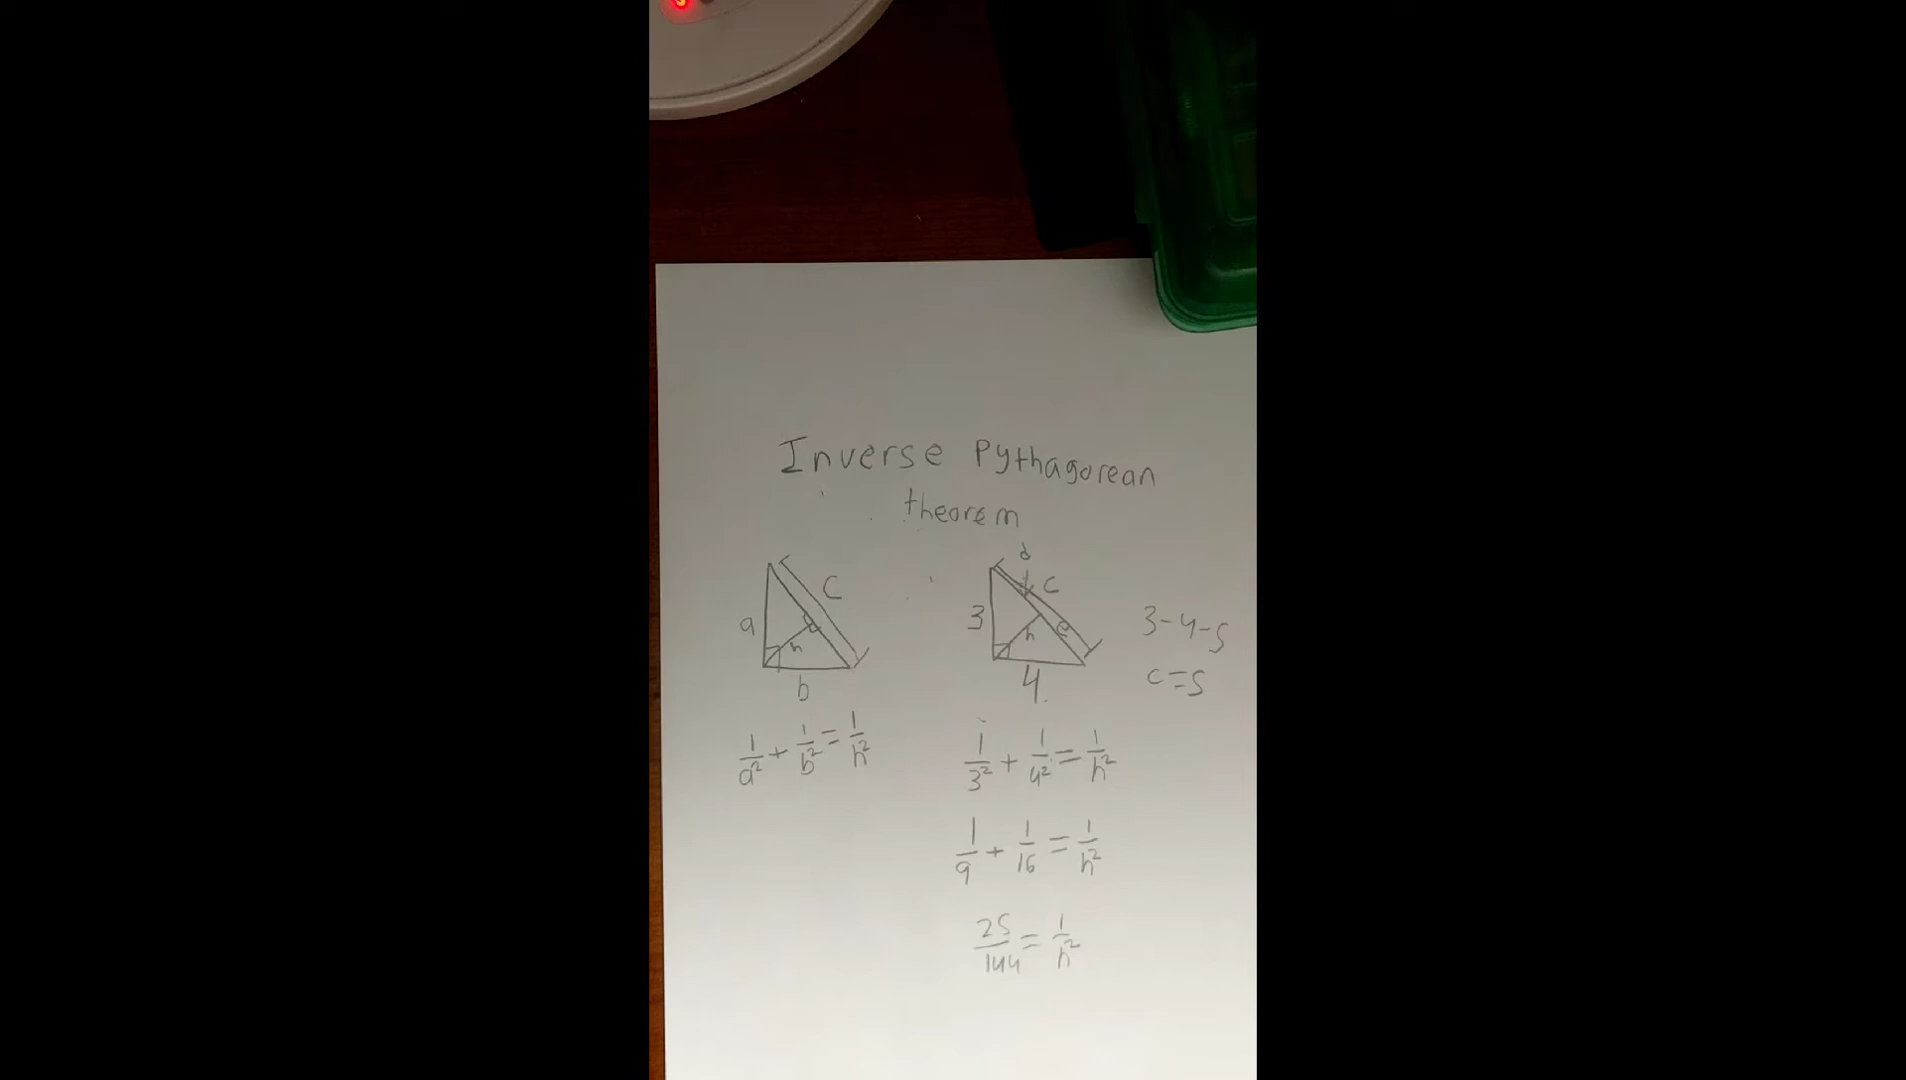 Inverse Pythagorean
theorem
a
c
h
b
1/a² + 1/b² = 1/h²
d
3
c
h
e
4
3-4-5
c=5
1/3² + 1/4² = 1/h²
1/9 + 1/16 = 1/h²
25/144 = 1/h²